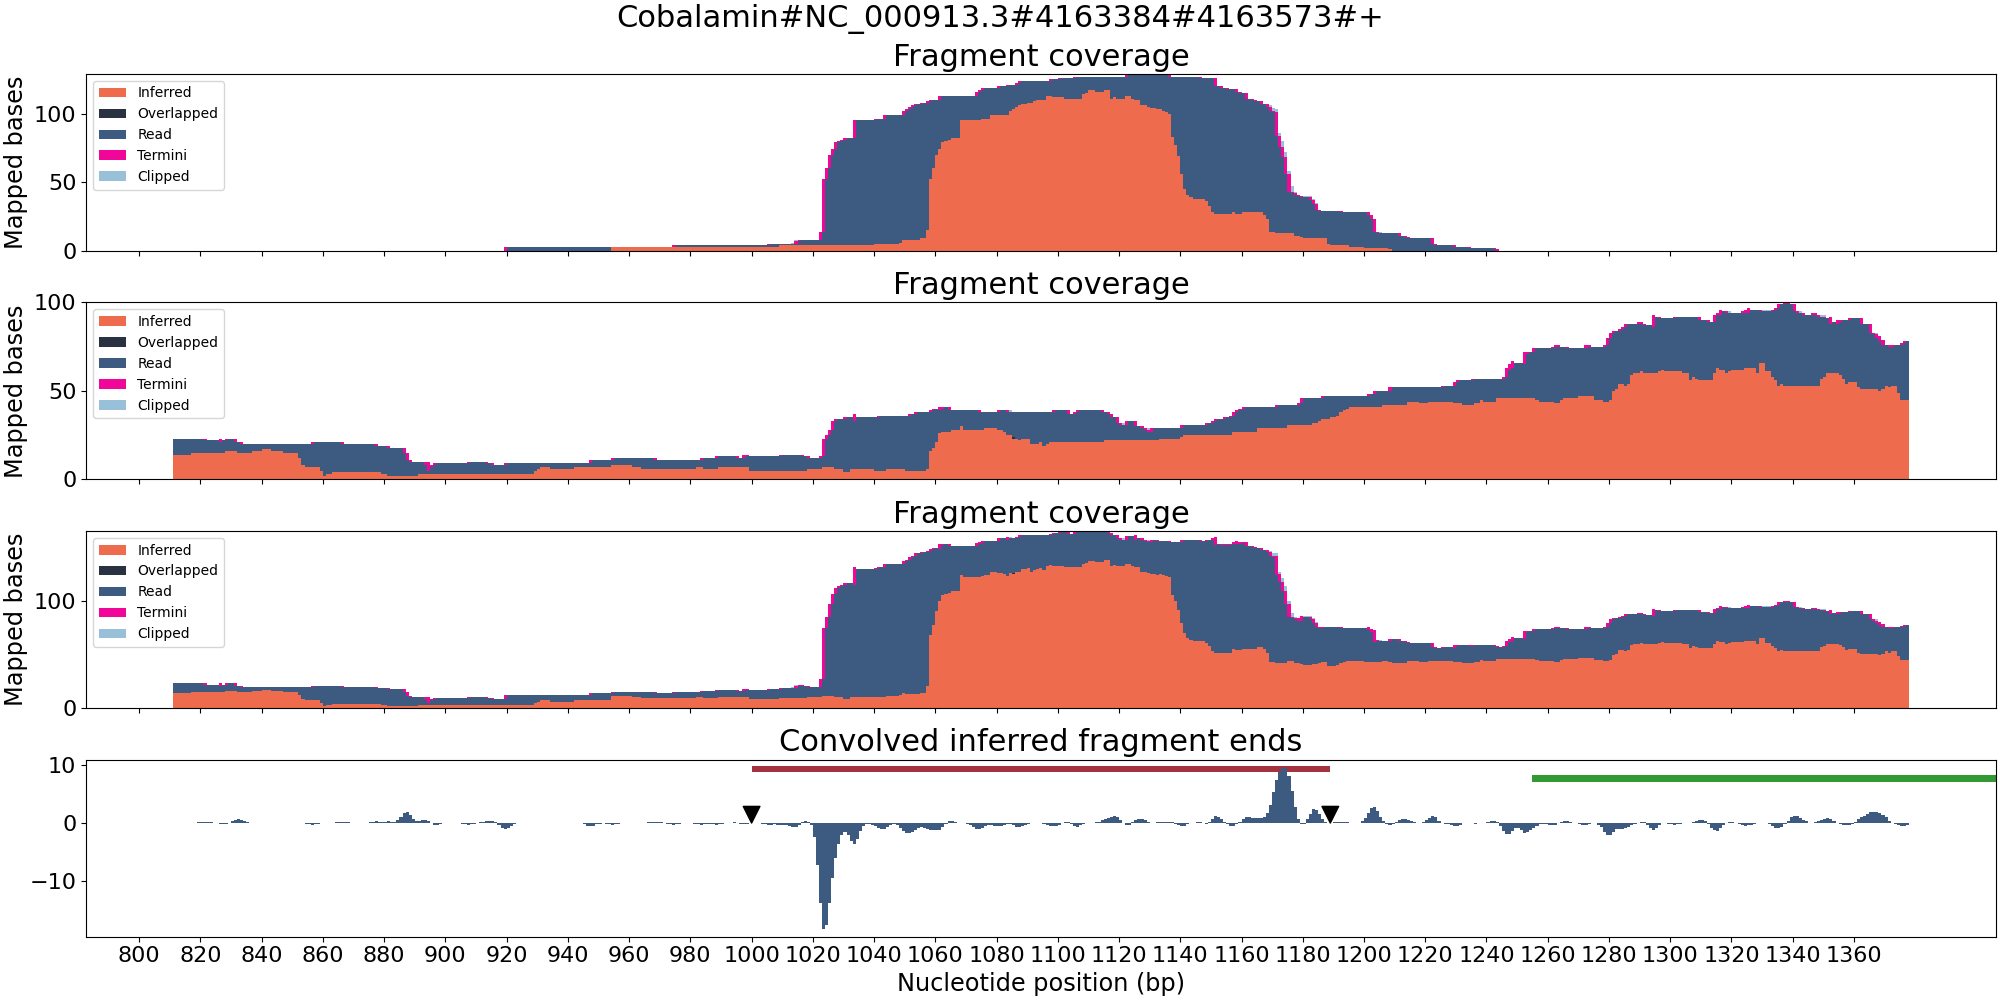 Cobalamin#NC_000913.3#4163384#4163573#+
Fragment coverage
Mapped bases
100
50
0
Inferred
Overlapped
Read
Termini
Clipped
Fragment coverage
Mapped bases
100
50
0
Inferred
Overlapped
Read
Termini
Clipped
Fragment coverage
Mapped bases
100
0
Inferred
Overlapped
Read
Termini
Clipped
Convolved inferred fragment ends
10
0
−10
800 820 840 860 880 900 920 940 960 980 1000 1020 1040 1060 1080 1100 1120 1140 1160 1180 1200 1220 1240 1260 1280 1300 1320 1340 1360
Nucleotide position (bp)